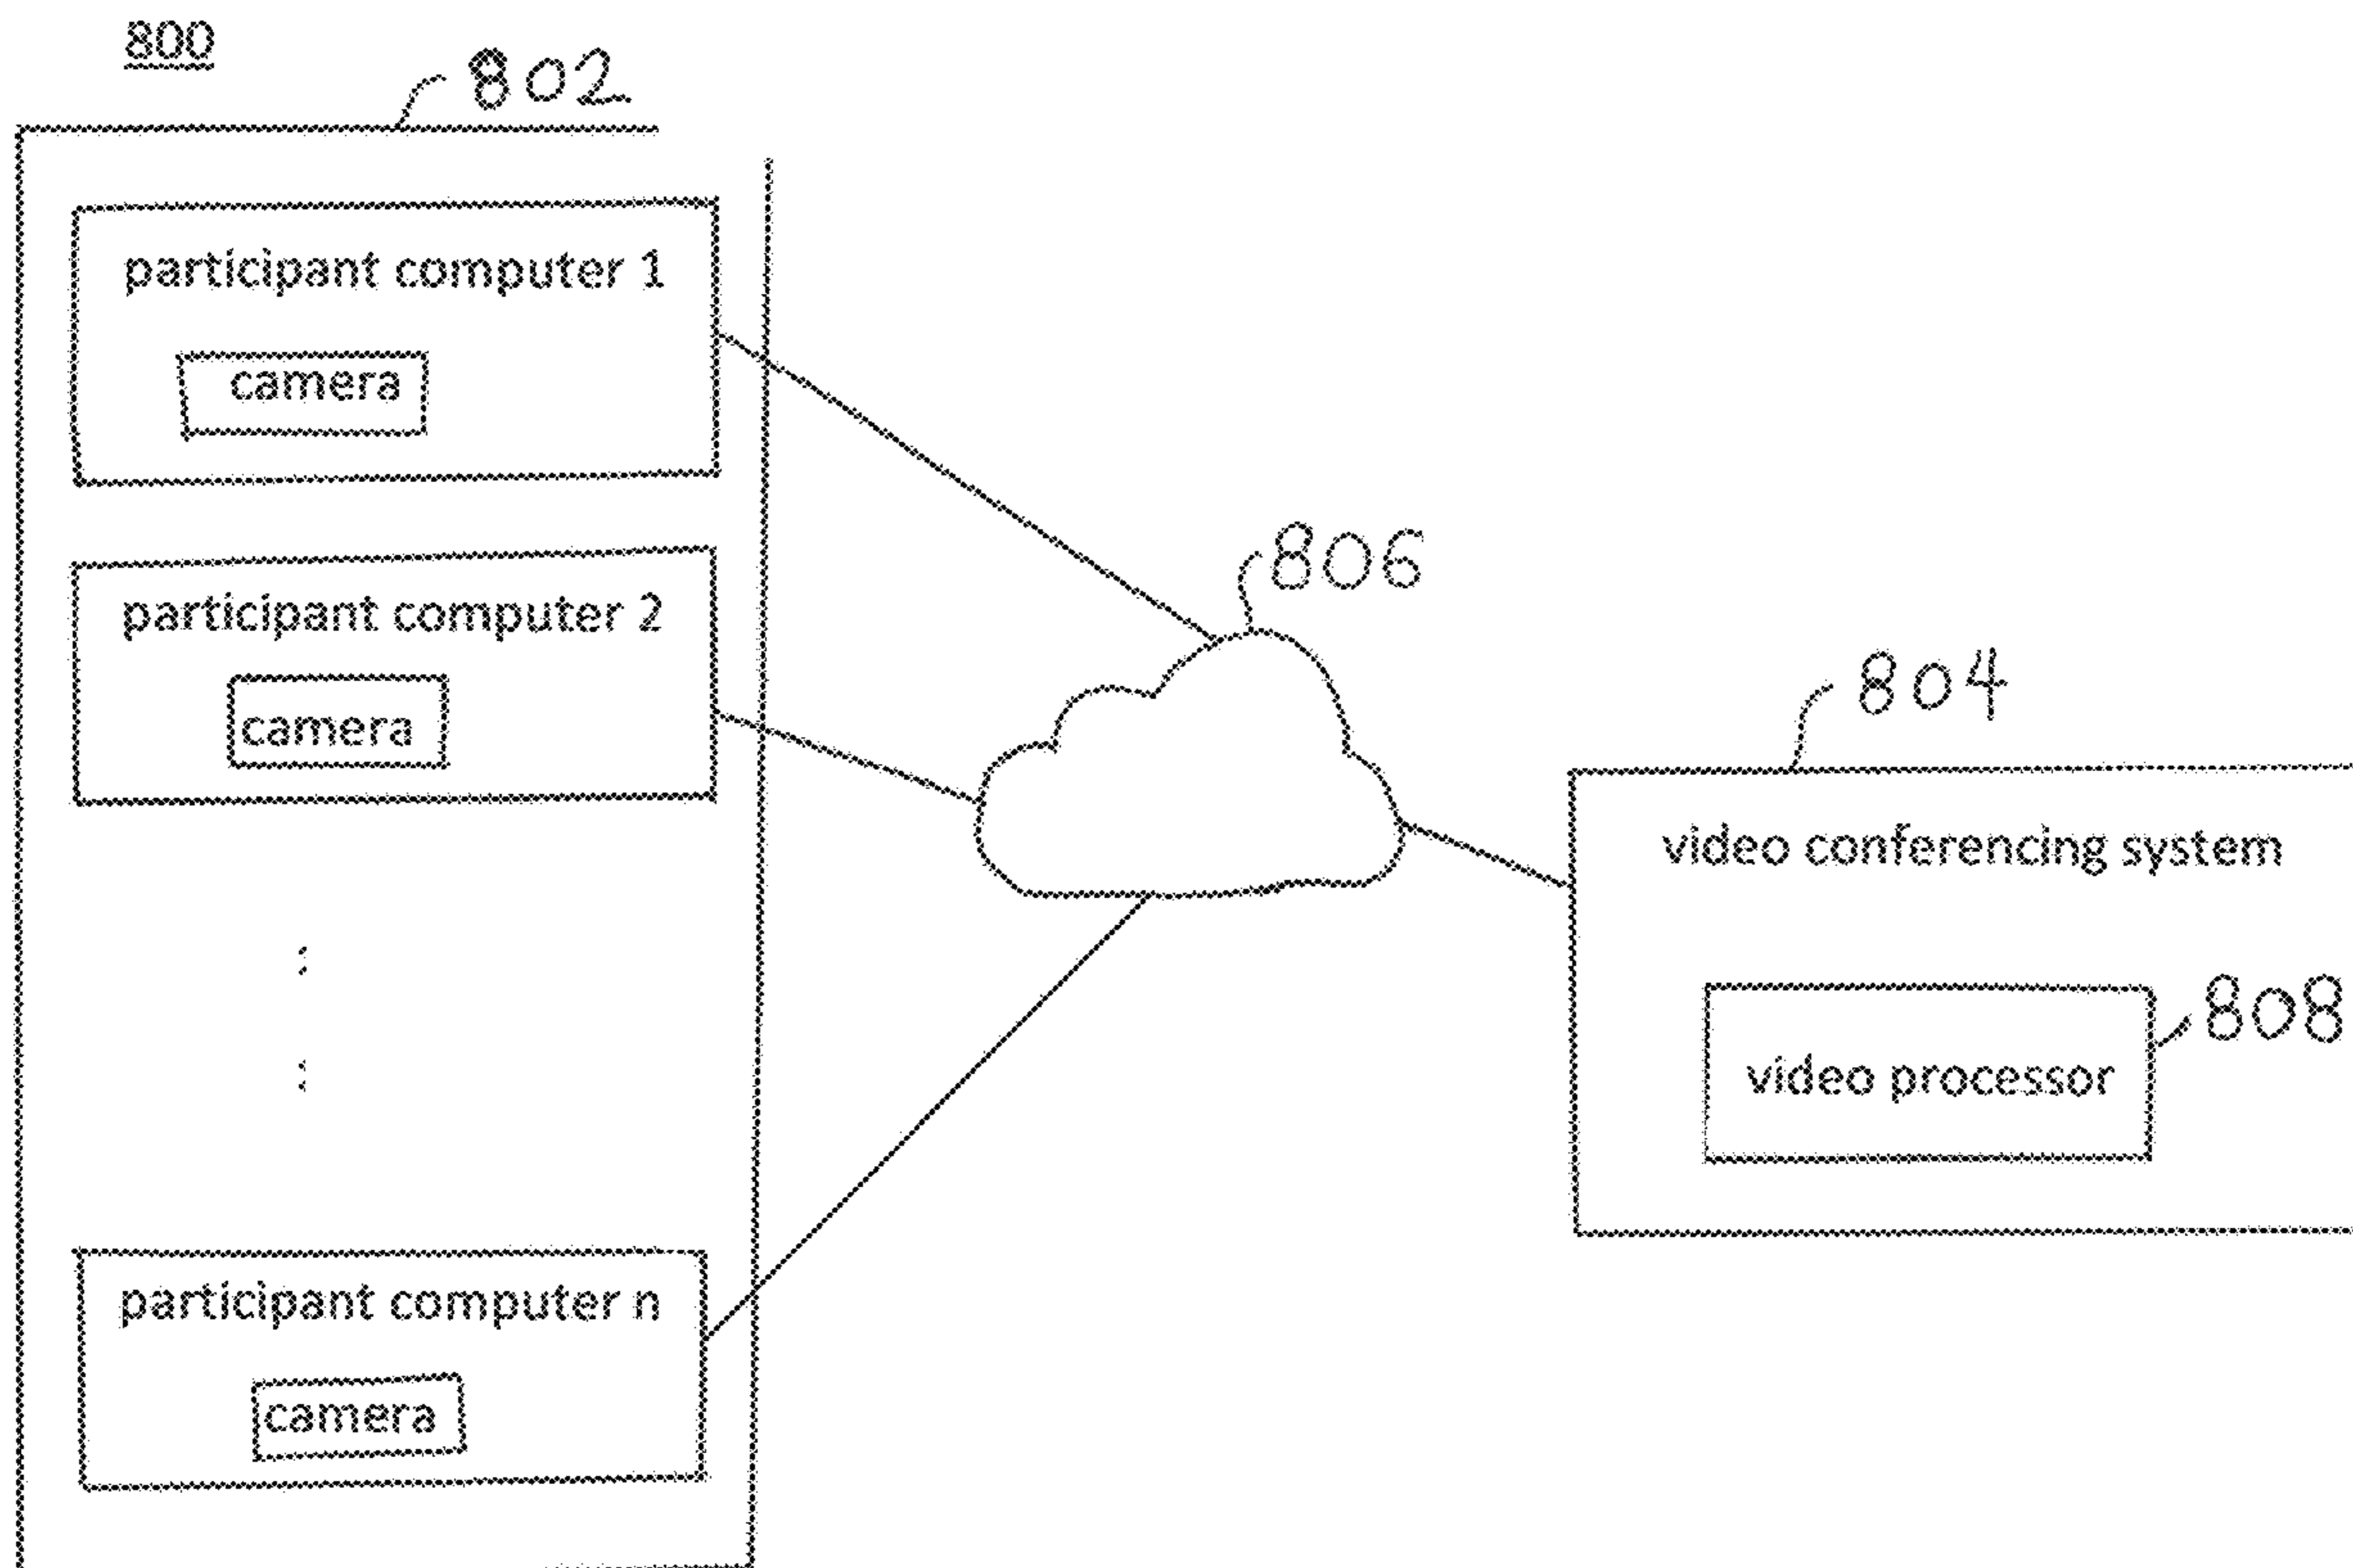 800
802
participant computer 1
camera
participant computer 2
camera
participant computer n
camera
806
804
video conferencing system
video processor
808